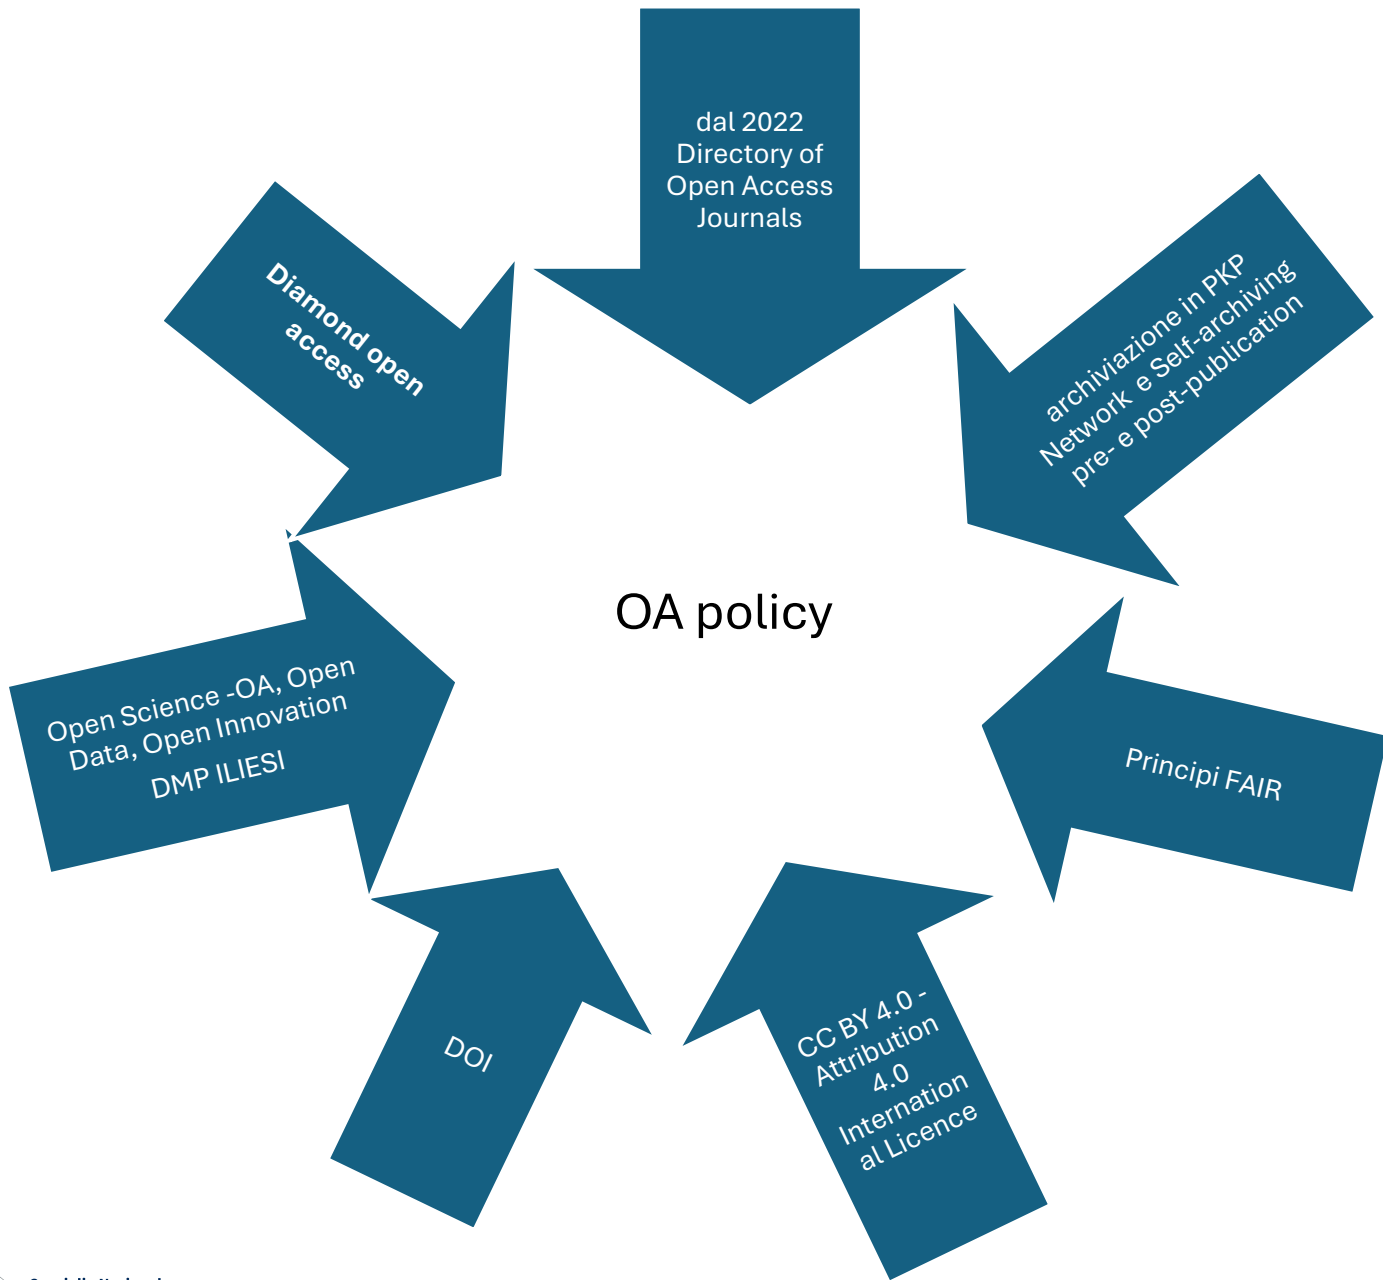 dal 2022
Directory of
Open Access
Journals
archiviazione in PKP
Network e Self-archiving
pre- e post-publication
Principi FAIR
CC BY 4.0 -
Attribution
4.0
Internation
al Licence
DOI
Open Science -OA, Open
Data, Open Innovation
DMP ILIESI
Diamond open
access
OA policy